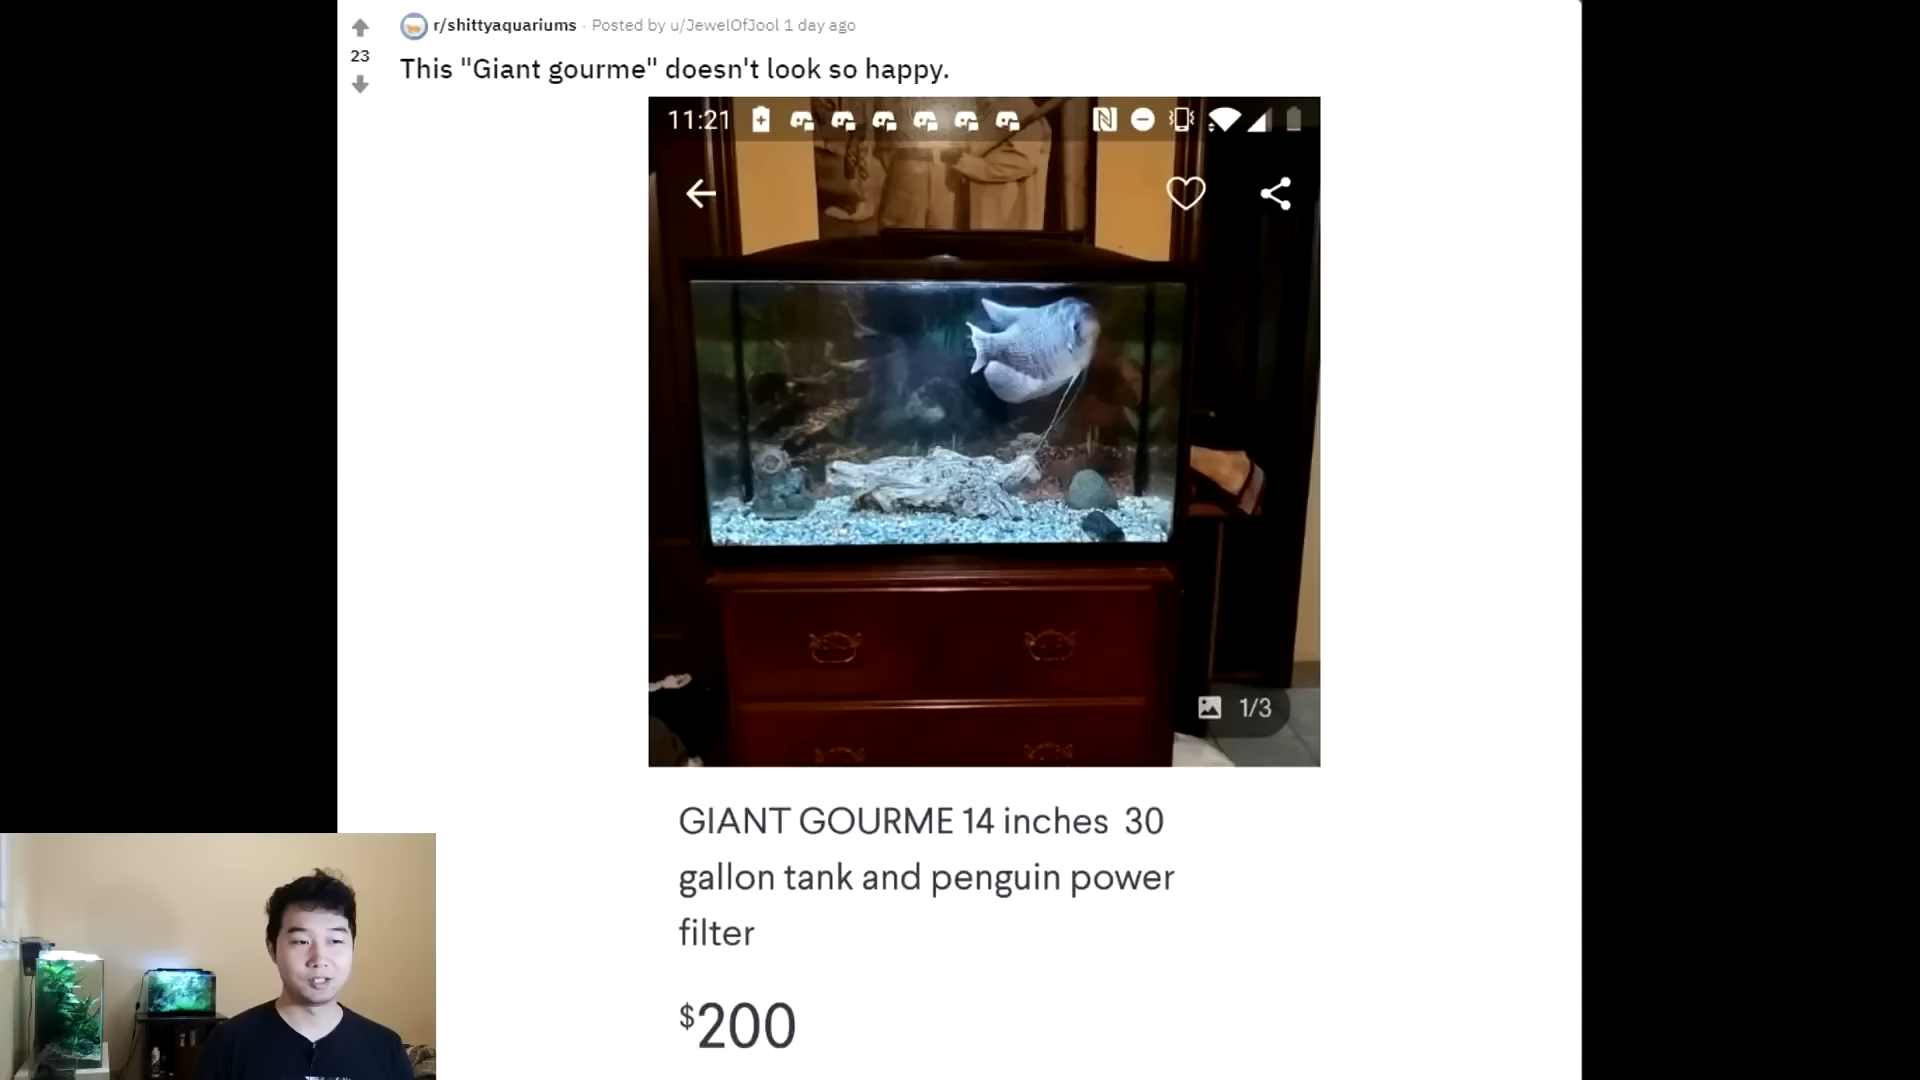 r/shittyaquariums · Posted by u/JewelOfJool 1 day ago
23
This "Giant gourme" doesn't look so happy.
11:21
1/3
GIANT GOURME 14 inches 30
gallon tank and penguin power
filter
$200